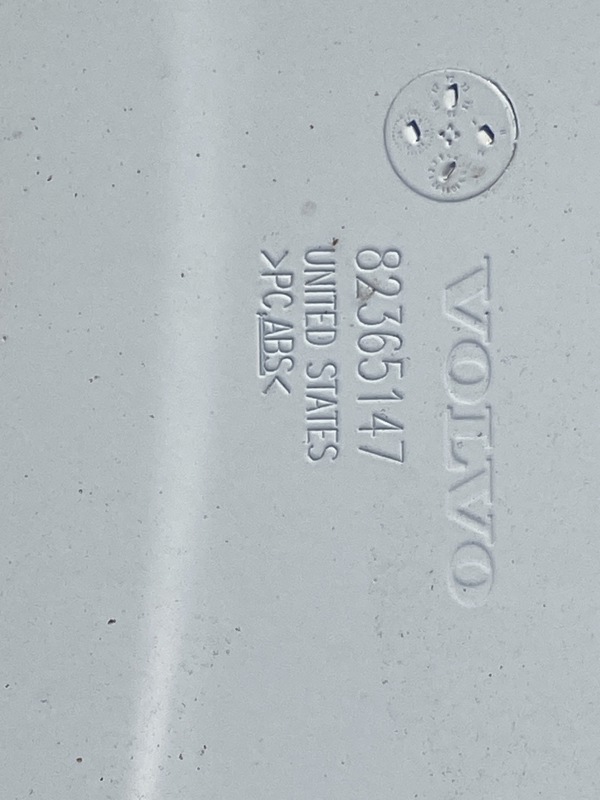 VOLVO
82365147
UNITED STATES
>PC,ABS<